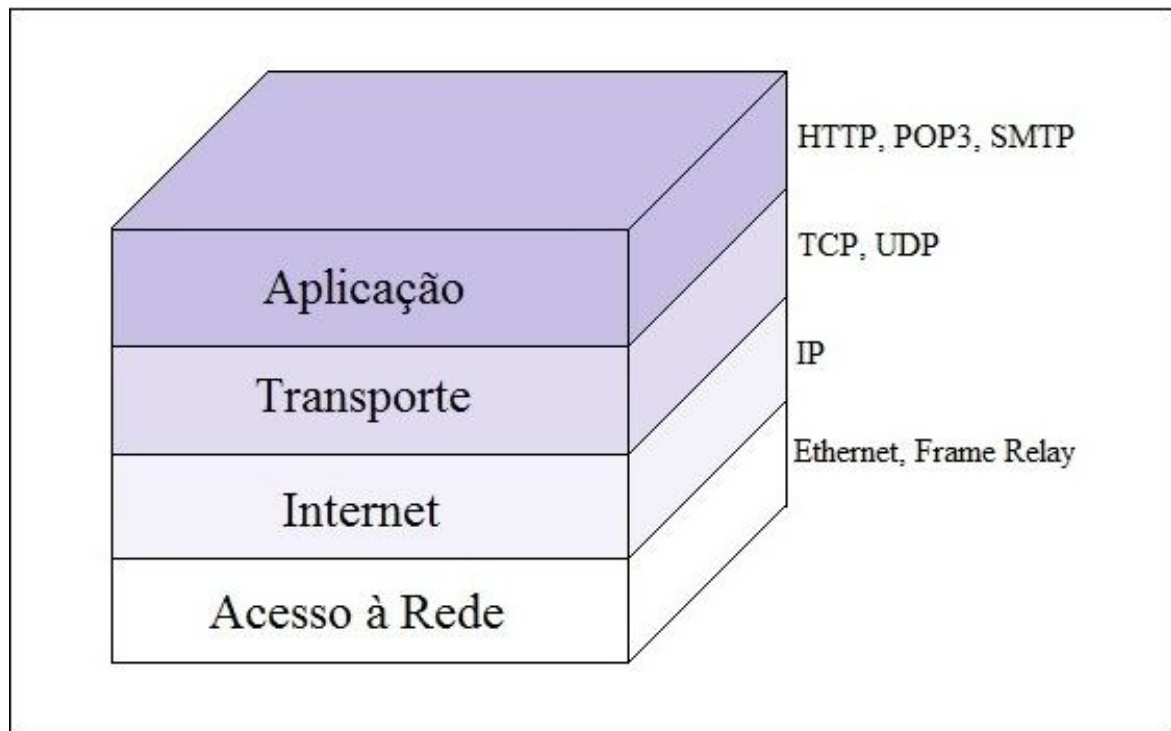 HTTP, POP3, SMTP
Aplicação
TCP, UDP
Transporte
IP
Internet
Ethernet, Frame Relay
Acesso à Rede